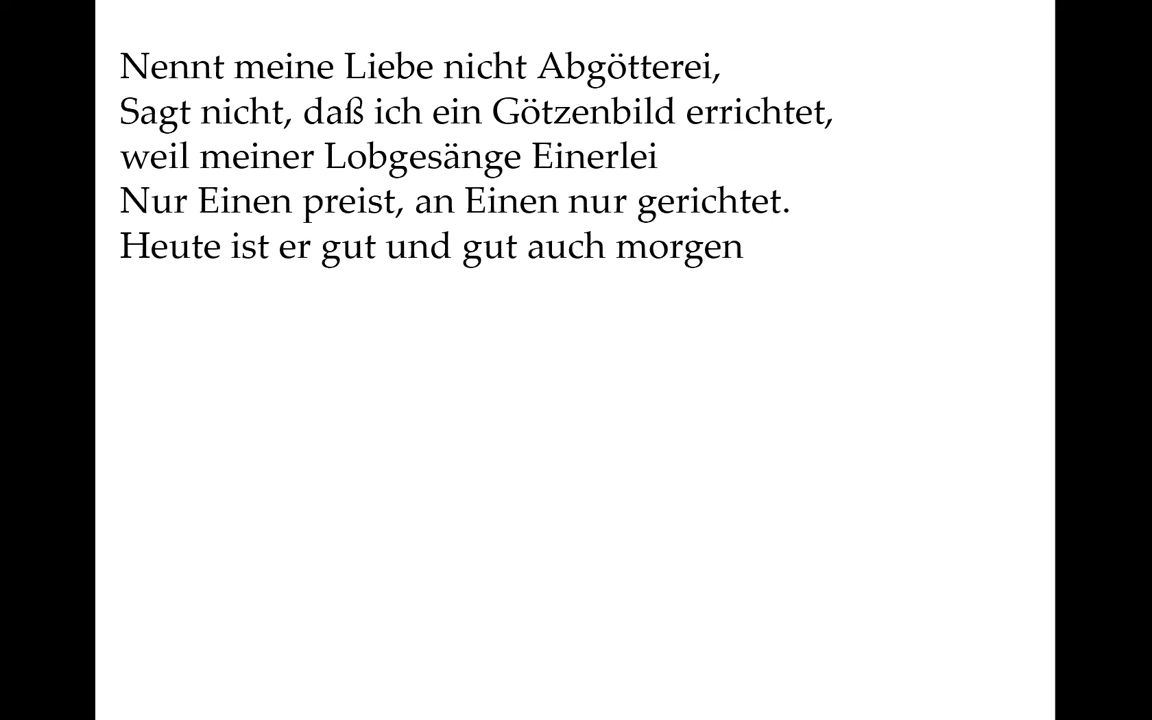 Nennt meine Liebe nicht Abgötterei,
Sagt nicht, daß ich ein Götzenbild errichtet,
weil meiner Lobgesänge Einerlei
Nur Einen preist, an Einen nur gerichtet.
Heute ist er gut und gut auch morgen